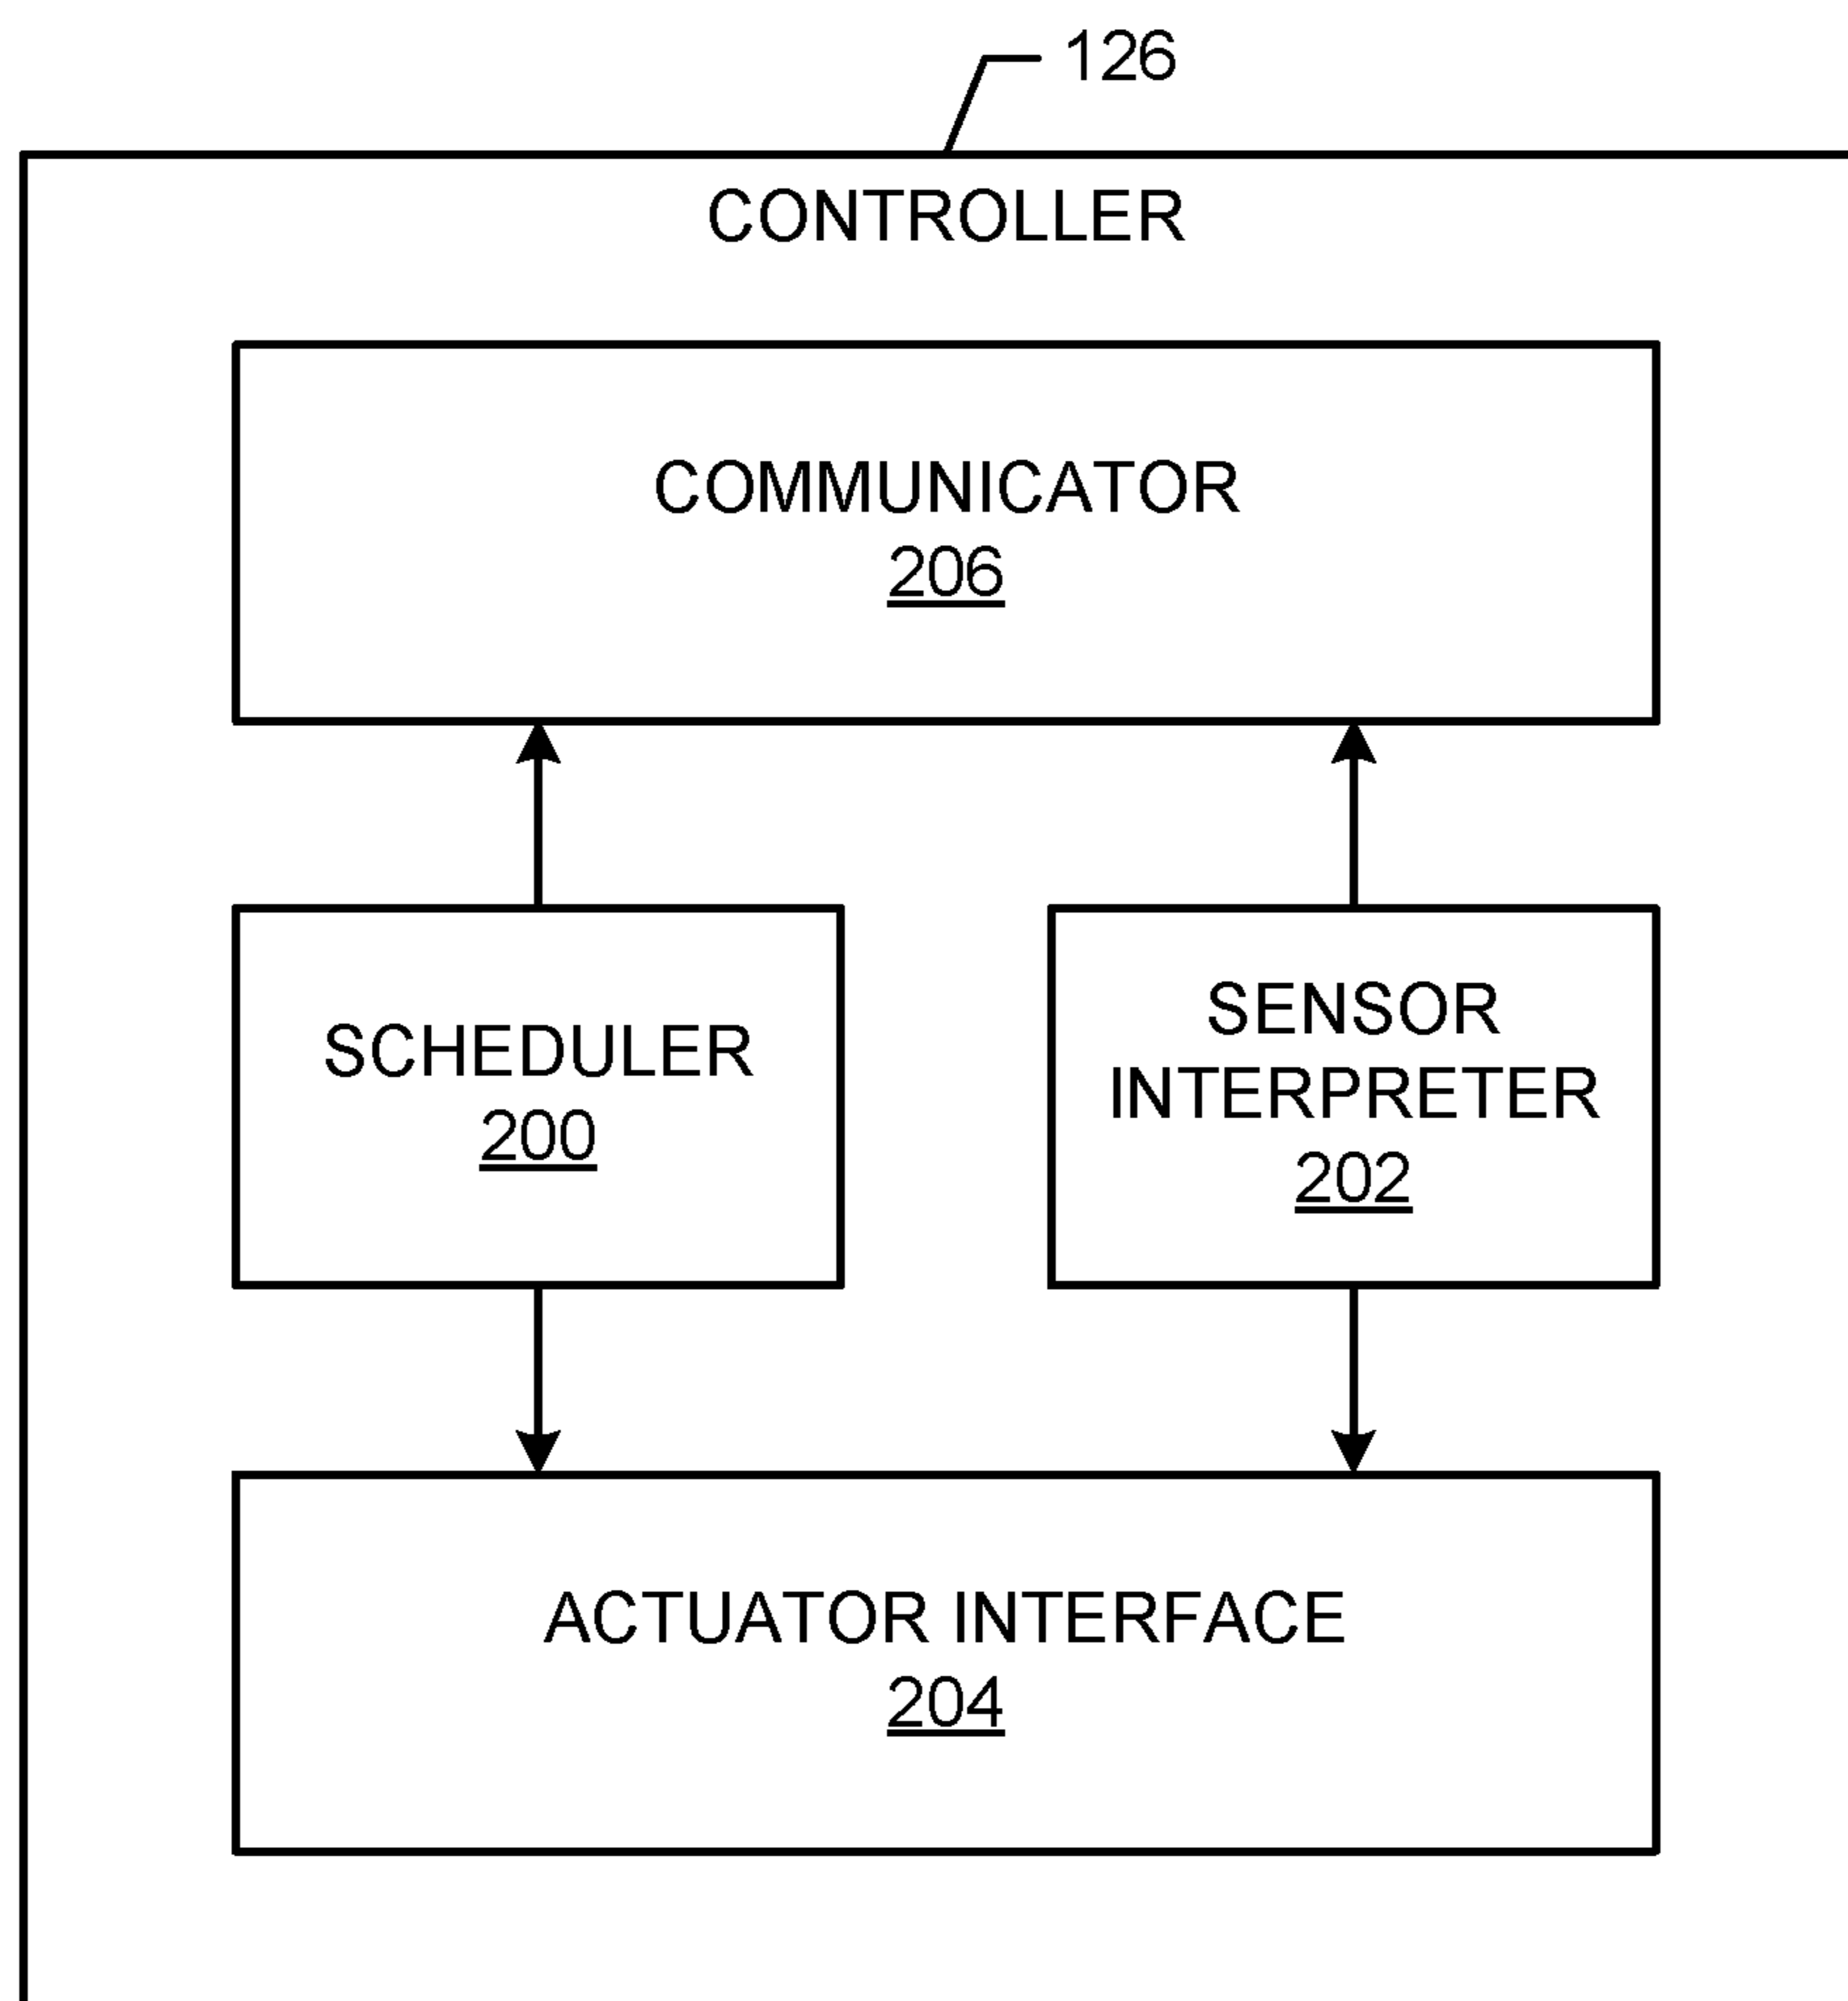 126
CONTROLLER
COMMUNICATOR
206
SCHEDULER
200
SENSOR
INTERPRETER
202
ACTUATOR INTERFACE
204